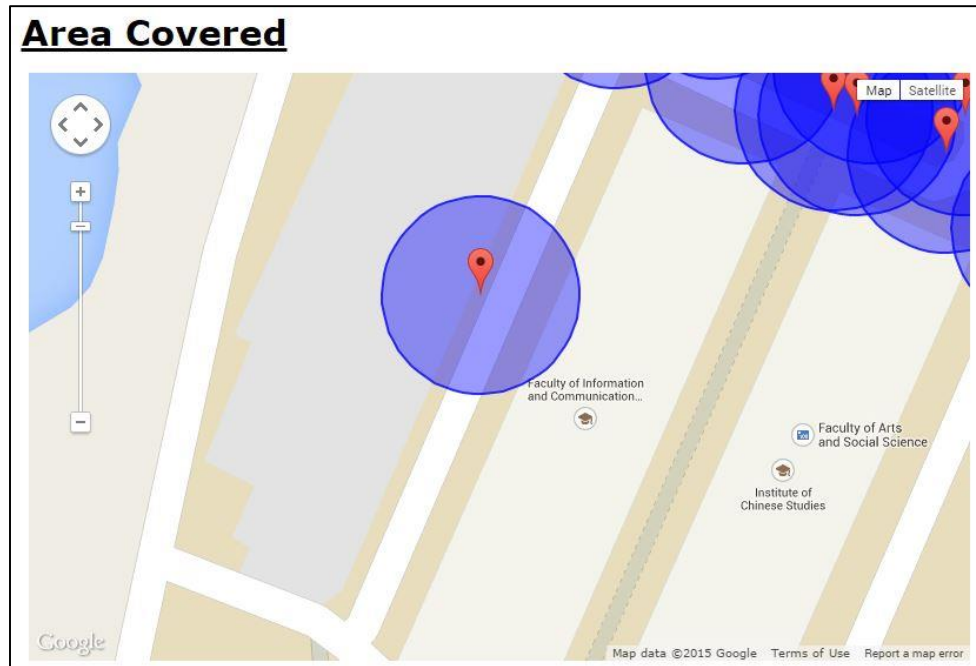 Area Covered
Map Satellite
Faculty of Information
and Communication...
Faculty of Arts
and Social Science
Institute of
Chinese Studies
Google
Map data ©2015 Google Terms of Use Report a map error